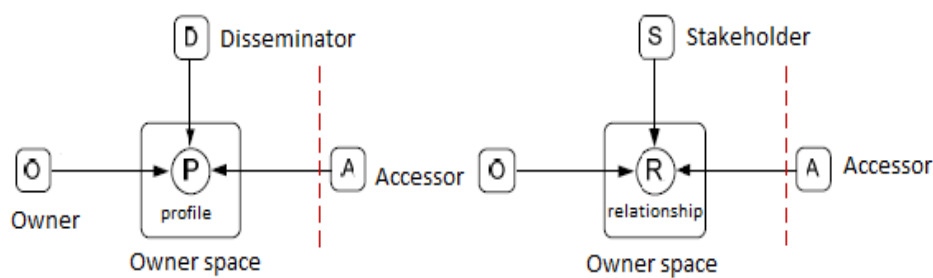 D Disseminator
O P A Accessor
Owner profile
Owner space
S Stakeholder
O R A Accessor
relationship
Owner space